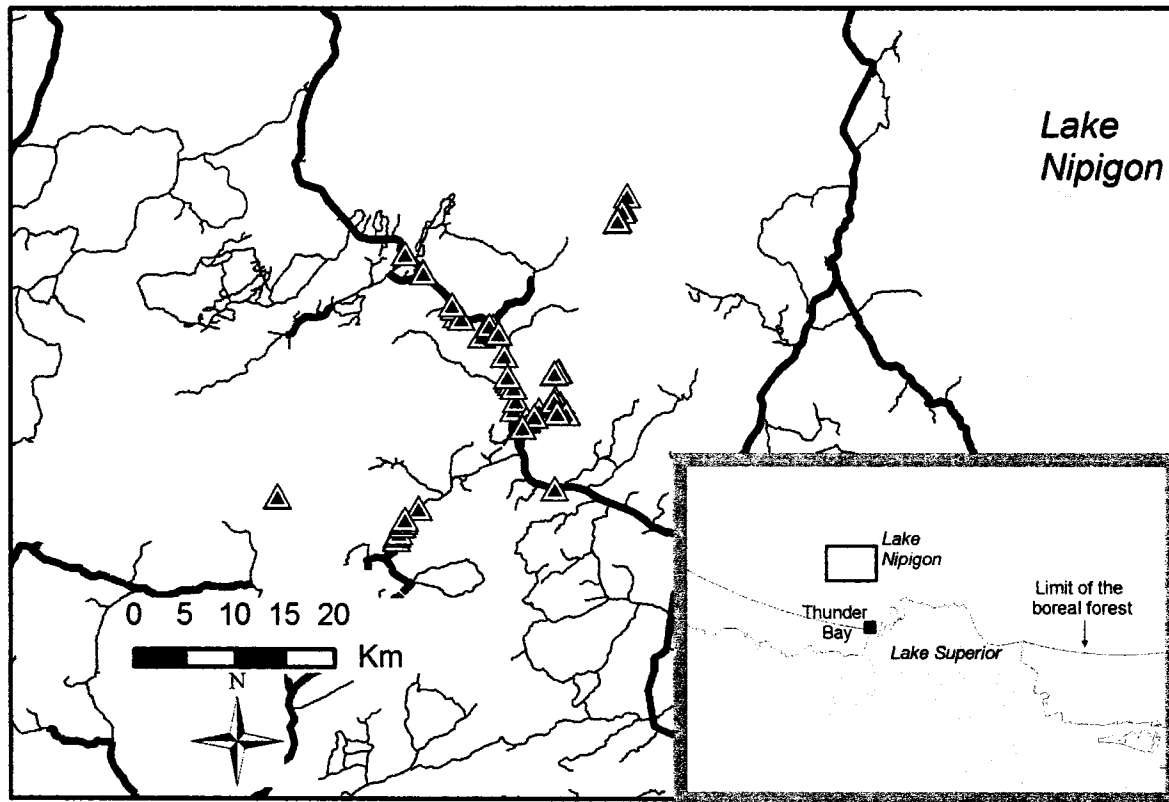 Lake
Nipigon
0 5 10 15 20
Km
N
Lake
Nipigon
Thunder
Bay
Limit of the
boreal forest
Lake Superior